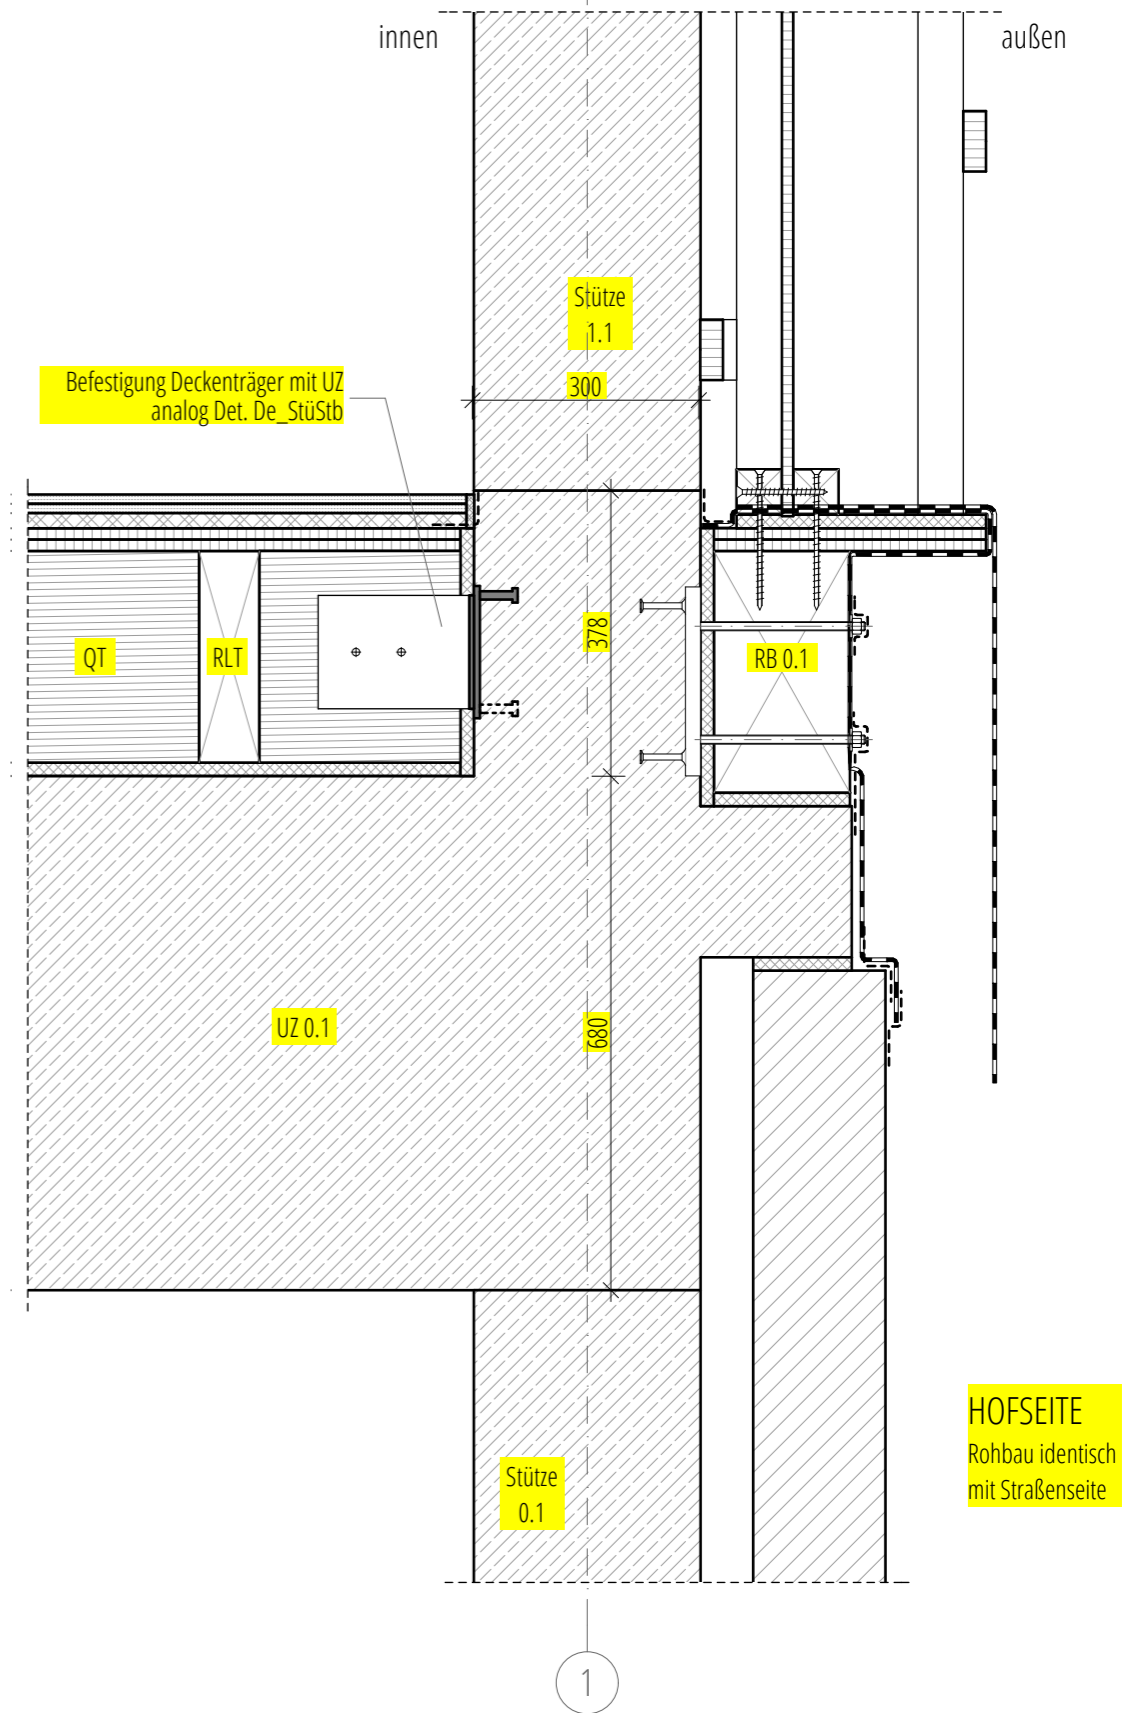 innen
außen
Stütze
1.1
300
Befestigung Deckenträger mit UZ
analog Det. De_StüStb
378
QT
RLT
RB 0.1
UZ 0.1
680
HOFSEITE
Rohbau identisch
mit Straßenseite
Stütze
0.1
1